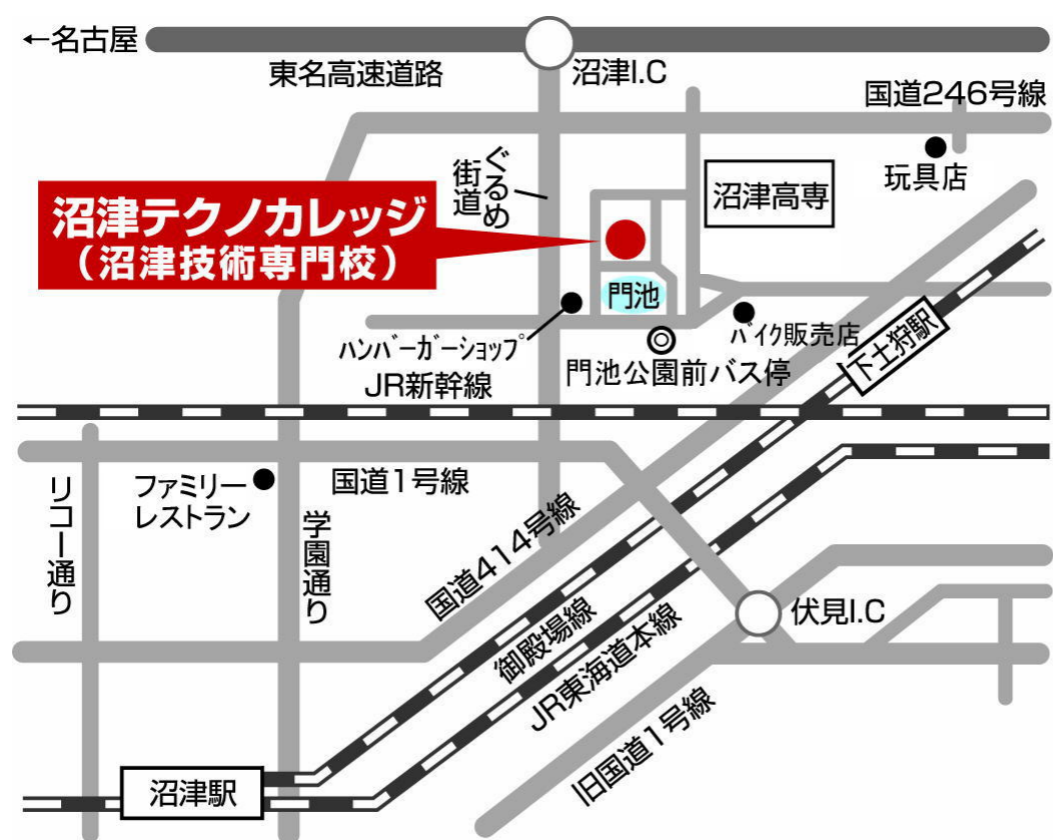 ←名古屋
東名高速道路
沼津I.C
国道246号線
ぐるめ
街道
玩具店
沼津高専
沼津テクノカレッジ
（沼津技術専門校）
門池
ハンバーガーショップ
バイク販売店
門池公園前バス停
下土狩駅
JR新幹線
国道1号線
ファミリー
レストラン
リコー通り
学園通り
国道414号線
御殿場線
JR東海道本線
伏見I.C
旧国道1号線
沼津駅